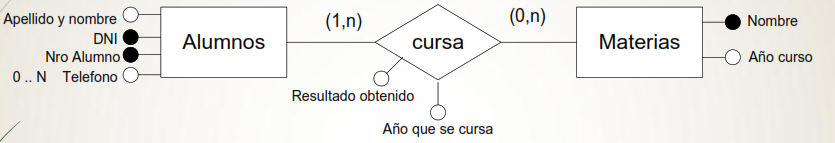 Apellido y nombre
DNI
Nro Alumno
0 .. N Telefono
Alumnos
(1,n)
cursa
(0,n)
Materias
Nombre
Año curso
Resultado obtenido
Año que se cursa